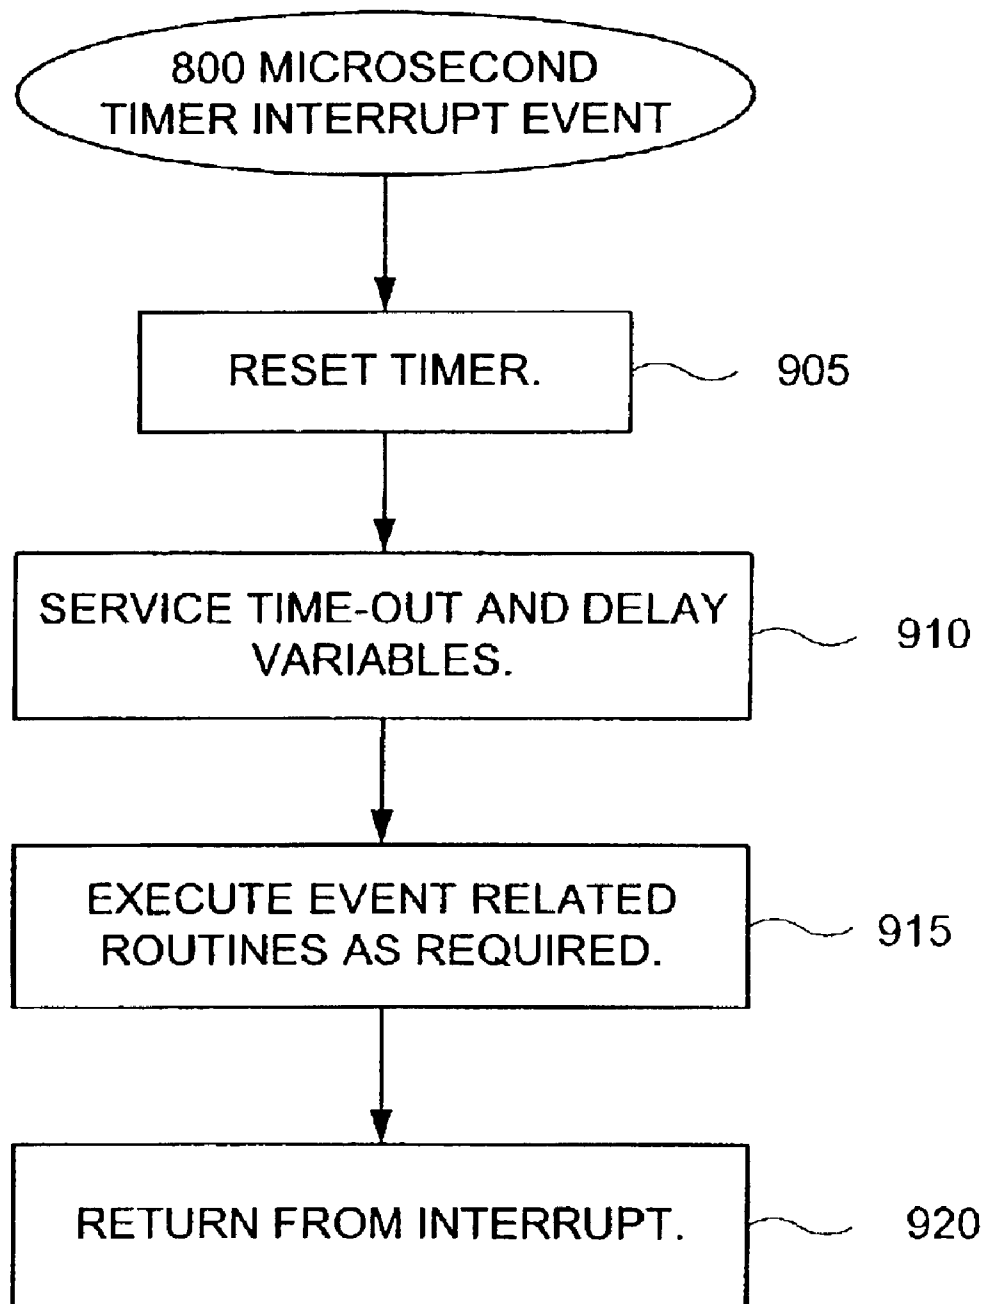 800 MICROSECOND
TIMER INTERRUPT EVENT
RESET TIMER.
905
SERVICE TIME-OUT AND DELAY
VARIABLES.
910
EXECUTE EVENT RELATED
ROUTINES AS REQUIRED.
915
RETURN FROM INTERRUPT.
920